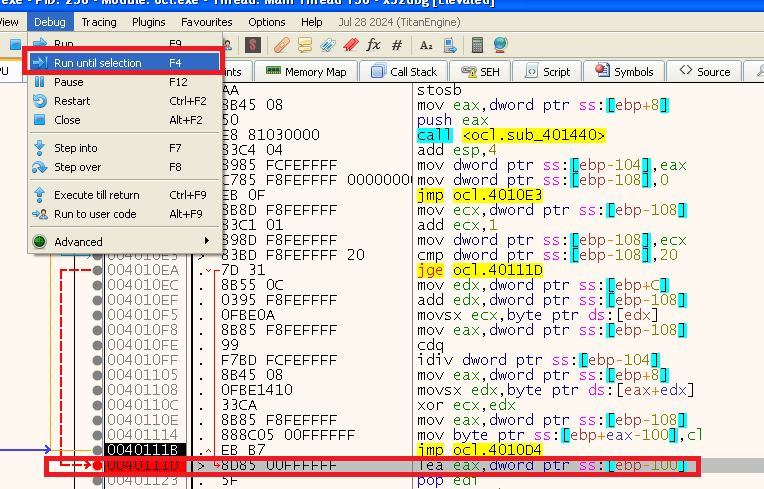 .exe - PID: 256 - Module: ocl.exe - Thread: Main Thread 156 - x32dbg [Elevated]
View Debug Tracing Plugins Favourites Options Help Jul 28 2024 (TitanEngine)
Run F9
Run until selection F4
Pause F12
Restart Ctrl+F2
Close Alt+F2
Step into F7
Step over F8
Execute till return Ctrl+F9
Run to user code Alt+F9
Advanced
PU ints Memory Map Call Stack SEH Script Symbols Source
AA stosb
8B45 08 mov eax,dword ptr ss:[ebp+8]
50 push eax
E8 81030000 call <ocl.sub_401440>
83C4 04 add esp,4
8985 FCFEFFFF mov dword ptr ss:[ebp-104],eax
C785 F8FEFFFF 00000000 mov dword ptr ss:[ebp-108],0
EB 0F jmp ocl.4010E3
8B8D F8FEFFFF mov ecx,dword ptr ss:[ebp-108]
83C1 01 add ecx,1
898D F8FEFFFF mov dword ptr ss:[ebp-108],ecx
004010E3 > 83BD F8FEFFFF 20 cmp dword ptr ss:[ebp-108],20
004010EA . 7D 31 jge ocl.40111D
004010EC . 8B55 0C mov edx,dword ptr ss:[ebp+C]
004010EF . 0395 F8FEFFFF add edx,dword ptr ss:[ebp-108]
004010F5 . 0FBE0A movsx ecx,byte ptr ds:[edx]
004010F8 . 8B85 F8FEFFFF mov eax,dword ptr ss:[ebp-108]
004010FE . 99 cdq
004010FF . F7BD FCFEFFFF idiv dword ptr ss:[ebp-104]
00401105 . 8B45 08 mov eax,dword ptr ss:[ebp+8]
00401108 . 0FBE1410 movsx edx,byte ptr ds:[eax+edx]
0040110C . 33CA xor ecx,edx
0040110E . 8B85 F8FEFFFF mov eax,dword ptr ss:[ebp-108]
00401114 . 888C05 00FFFFFF mov byte ptr ss:[ebp+eax-100],cl
0040111B . EB B7 jmp ocl.4010D4
0040111D > 8D85 00FFFFFF lea eax,dword ptr ss:[ebp-100]
00401123 . 5F pop edi